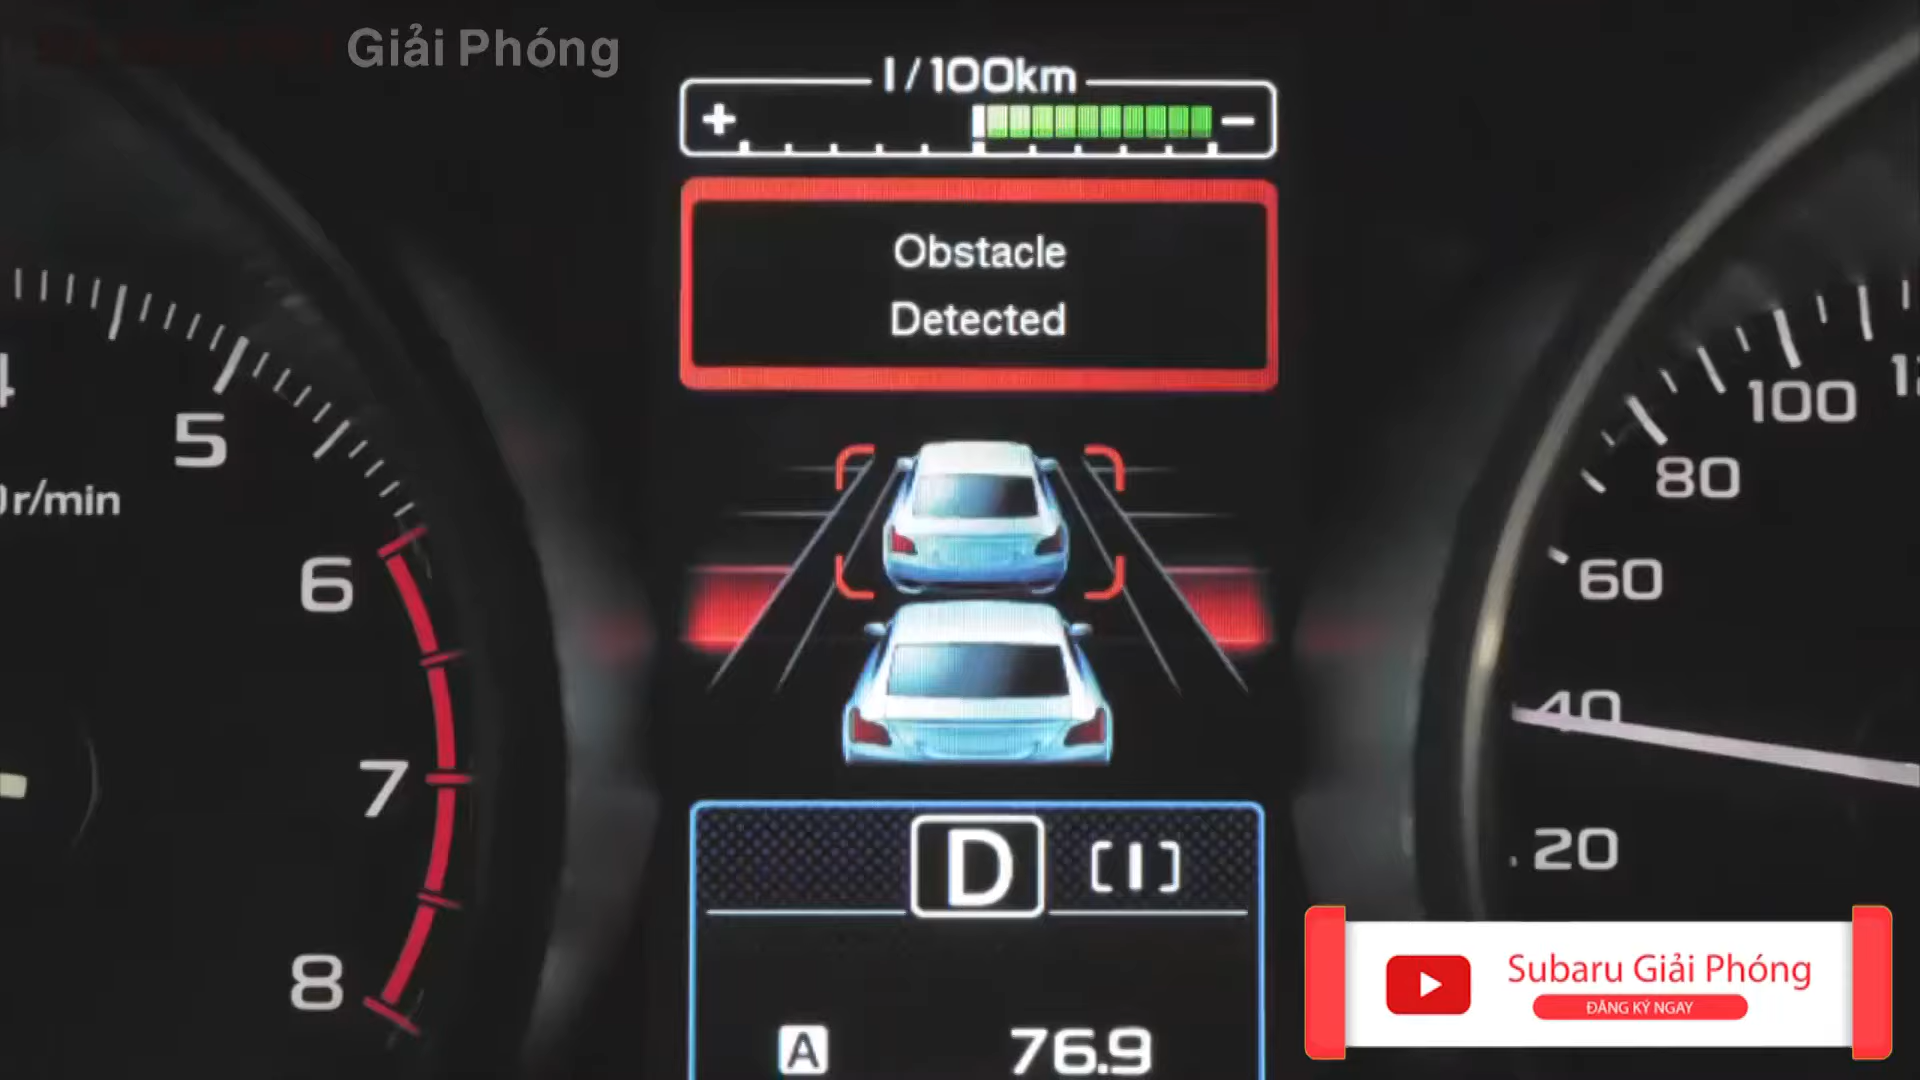 Giải Phóng
l/100km
+ −
Obstacle
Detected
5
r/min
6
7
8
100
80
60
40
20
D [I]
A 76.9
Subaru Giải Phóng
ĐĂNG KÝ NGAY